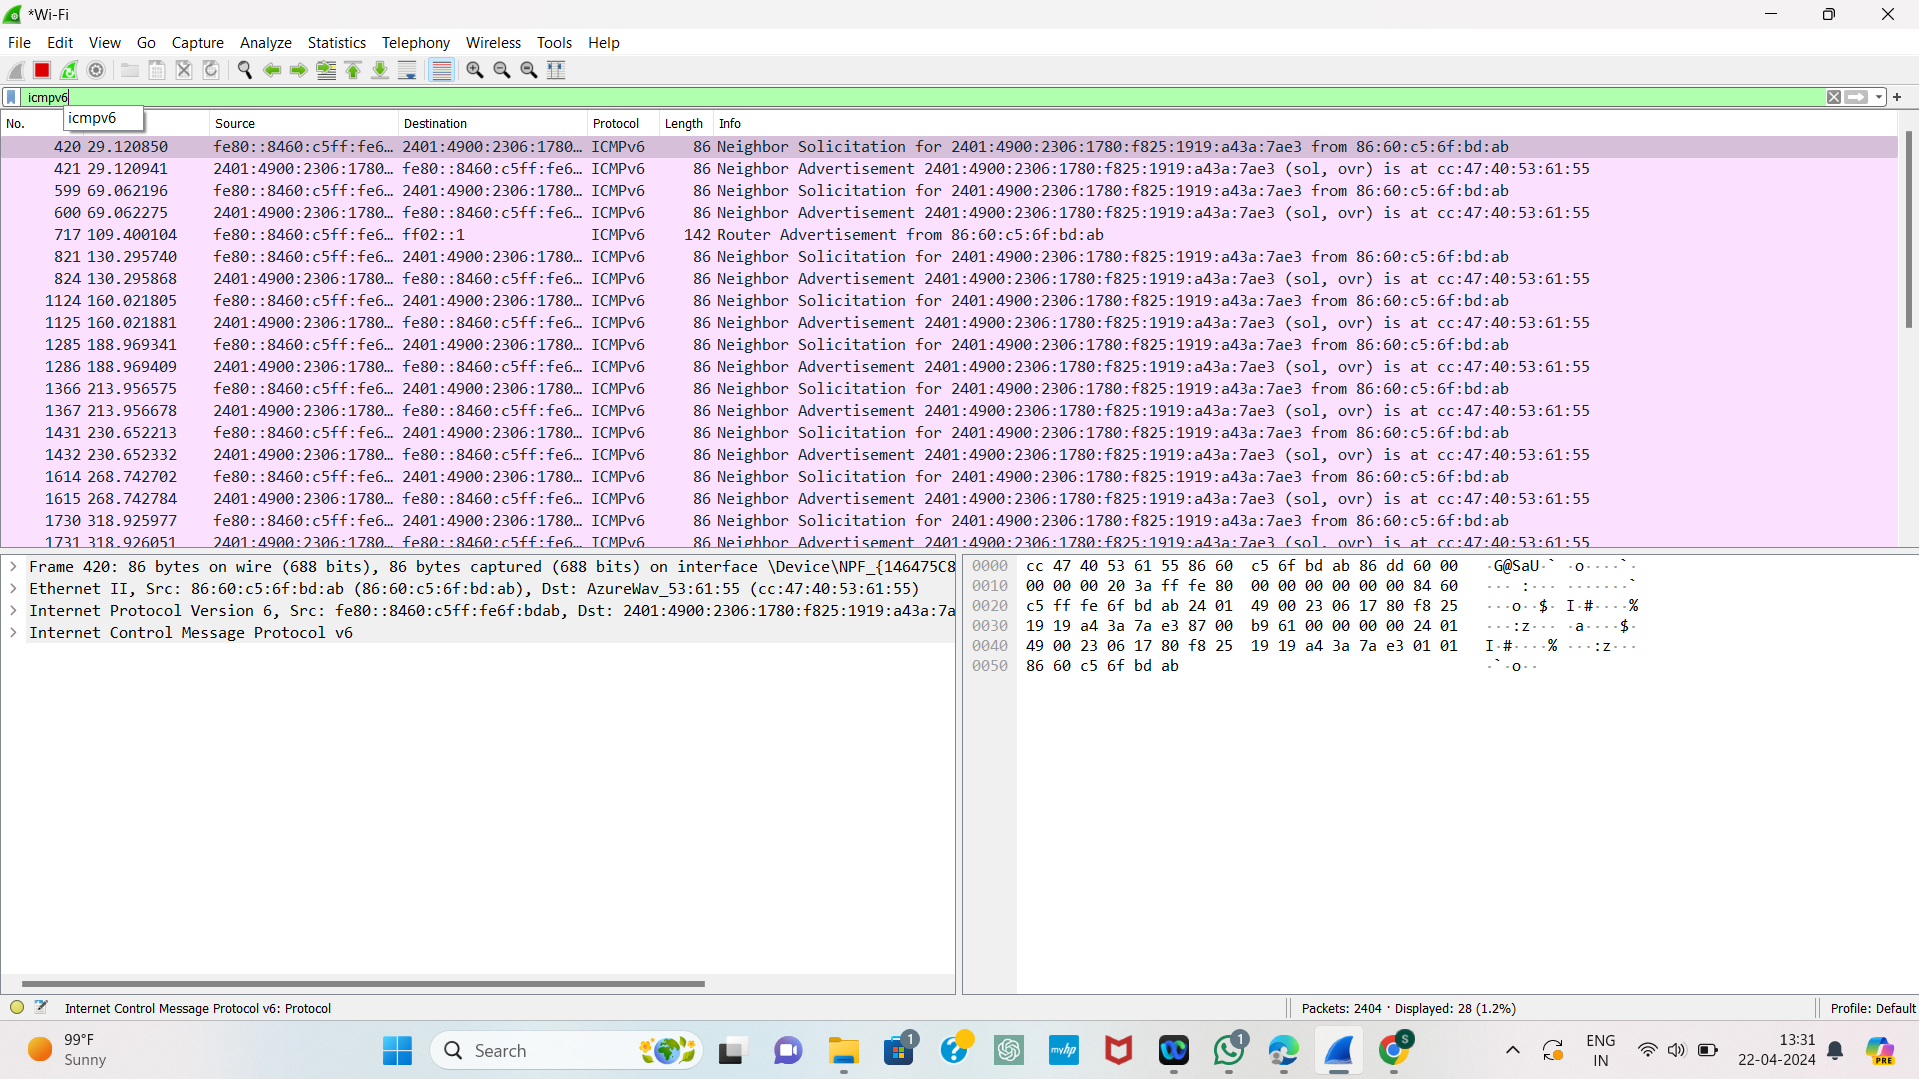 *Wi-Fi
File Edit View Go Capture Analyze Statistics Telephony Wireless Tools Help
icmpv6
icmpv6
No. Source Destination Protocol Length Info
420 29.120850 fe80::8460:c5ff:fe6… 2401:4900:2306:1780… ICMPv6 86 Neighbor Solicitation for 2401:4900:2306:1780:f825:1919:a43a:7ae3 from 86:60:c5:6f:bd:ab
421 29.120941 2401:4900:2306:1780… fe80::8460:c5ff:fe6… ICMPv6 86 Neighbor Advertisement 2401:4900:2306:1780:f825:1919:a43a:7ae3 (sol, ovr) is at cc:47:40:53:61:55
599 69.062196 fe80::8460:c5ff:fe6… 2401:4900:2306:1780… ICMPv6 86 Neighbor Solicitation for 2401:4900:2306:1780:f825:1919:a43a:7ae3 from 86:60:c5:6f:bd:ab
600 69.062275 2401:4900:2306:1780… fe80::8460:c5ff:fe6… ICMPv6 86 Neighbor Advertisement 2401:4900:2306:1780:f825:1919:a43a:7ae3 (sol, ovr) is at cc:47:40:53:61:55
717 109.400104 fe80::8460:c5ff:fe6… ff02::1 ICMPv6 142 Router Advertisement from 86:60:c5:6f:bd:ab
821 130.295740 fe80::8460:c5ff:fe6… 2401:4900:2306:1780… ICMPv6 86 Neighbor Solicitation for 2401:4900:2306:1780:f825:1919:a43a:7ae3 from 86:60:c5:6f:bd:ab
824 130.295868 2401:4900:2306:1780… fe80::8460:c5ff:fe6… ICMPv6 86 Neighbor Advertisement 2401:4900:2306:1780:f825:1919:a43a:7ae3 (sol, ovr) is at cc:47:40:53:61:55
1124 160.021805 fe80::8460:c5ff:fe6… 2401:4900:2306:1780… ICMPv6 86 Neighbor Solicitation for 2401:4900:2306:1780:f825:1919:a43a:7ae3 from 86:60:c5:6f:bd:ab
1125 160.021881 2401:4900:2306:1780… fe80::8460:c5ff:fe6… ICMPv6 86 Neighbor Advertisement 2401:4900:2306:1780:f825:1919:a43a:7ae3 (sol, ovr) is at cc:47:40:53:61:55
1285 188.969341 fe80::8460:c5ff:fe6… 2401:4900:2306:1780… ICMPv6 86 Neighbor Solicitation for 2401:4900:2306:1780:f825:1919:a43a:7ae3 from 86:60:c5:6f:bd:ab
1286 188.969409 2401:4900:2306:1780… fe80::8460:c5ff:fe6… ICMPv6 86 Neighbor Advertisement 2401:4900:2306:1780:f825:1919:a43a:7ae3 (sol, ovr) is at cc:47:40:53:61:55
1366 213.956575 fe80::8460:c5ff:fe6… 2401:4900:2306:1780… ICMPv6 86 Neighbor Solicitation for 2401:4900:2306:1780:f825:1919:a43a:7ae3 from 86:60:c5:6f:bd:ab
1367 213.956678 2401:4900:2306:1780… fe80::8460:c5ff:fe6… ICMPv6 86 Neighbor Advertisement 2401:4900:2306:1780:f825:1919:a43a:7ae3 (sol, ovr) is at cc:47:40:53:61:55
1431 230.652213 fe80::8460:c5ff:fe6… 2401:4900:2306:1780… ICMPv6 86 Neighbor Solicitation for 2401:4900:2306:1780:f825:1919:a43a:7ae3 from 86:60:c5:6f:bd:ab
1432 230.652332 2401:4900:2306:1780… fe80::8460:c5ff:fe6… ICMPv6 86 Neighbor Advertisement 2401:4900:2306:1780:f825:1919:a43a:7ae3 (sol, ovr) is at cc:47:40:53:61:55
1614 268.742702 fe80::8460:c5ff:fe6… 2401:4900:2306:1780… ICMPv6 86 Neighbor Solicitation for 2401:4900:2306:1780:f825:1919:a43a:7ae3 from 86:60:c5:6f:bd:ab
1615 268.742784 2401:4900:2306:1780… fe80::8460:c5ff:fe6… ICMPv6 86 Neighbor Advertisement 2401:4900:2306:1780:f825:1919:a43a:7ae3 (sol, ovr) is at cc:47:40:53:61:55
1730 318.925977 fe80::8460:c5ff:fe6… 2401:4900:2306:1780… ICMPv6 86 Neighbor Solicitation for 2401:4900:2306:1780:f825:1919:a43a:7ae3 from 86:60:c5:6f:bd:ab
1731 318.926051 2401:4900:2306:1780… fe80::8460:c5ff:fe6… ICMPv6 86 Neighbor Advertisement 2401:4900:2306:1780:f825:1919:a43a:7ae3 (sol, ovr) is at cc:47:40:53:61:55
Frame 420: 86 bytes on wire (688 bits), 86 bytes captured (688 bits) on interface \Device\NPF_{146475C8
Ethernet II, Src: 86:60:c5:6f:bd:ab (86:60:c5:6f:bd:ab), Dst: AzureWav_53:61:55 (cc:47:40:53:61:55)
Internet Protocol Version 6, Src: fe80::8460:c5ff:fe6f:bdab, Dst: 2401:4900:2306:1780:f825:1919:a43a:7a
Internet Control Message Protocol v6
0000 cc 47 40 53 61 55 86 60 c5 6f bd ab 86 dd 60 00 ·G@SaU·` ·o····`·
0010 00 00 00 20 3a ff fe 80 00 00 00 00 00 00 84 60 ··· :··· ·······`
0020 c5 ff fe 6f bd ab 24 01 49 00 23 06 17 80 f8 25 ···o··$· I·#····%
0030 19 19 a4 3a 7a e3 87 00 b9 61 00 00 00 00 24 01 ···:z··· ·a····$·
0040 49 00 23 06 17 80 f8 25 19 19 a4 3a 7a e3 01 01 I·#····% ···:z···
0050 86 60 c5 6f bd ab ·`·o··
Internet Control Message Protocol v6: Protocol
Packets: 2404 · Displayed: 28 (1.2%)
Profile: Default
99°F
Sunny
Search
1
myhp
1
S
ENG
IN
13:31
22-04-2024
PRE